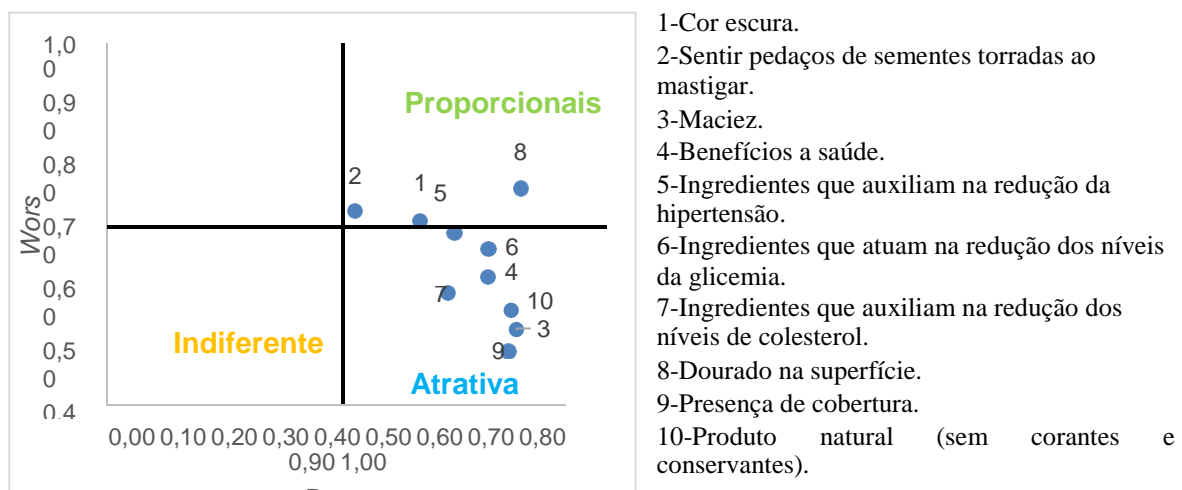 1,0
0
0,9
0
0,8
0
0,7
0
0,6
0
0,5
0
0,4
Wors
Proporcionais
Indiferente
Atrativa
8
2
1
5
6
4
7
10
3
9
0,00 0,10 0,20 0,30 0,40 0,50 0,60 0,70 0,80
0,90 1,00
1-Cor escura.
2-Sentir pedaços de sementes torradas ao
mastigar.
3-Maciez.
4-Benefícios a saúde.
5-Ingredientes que auxiliam na redução da
hipertensão.
6-Ingredientes que atuam na redução dos níveis
da glicemia.
7-Ingredientes que auxiliam na redução dos
níveis de colesterol.
8-Dourado na superfície.
9-Presença de cobertura.
10-Produto natural (sem corantes e
conservantes).